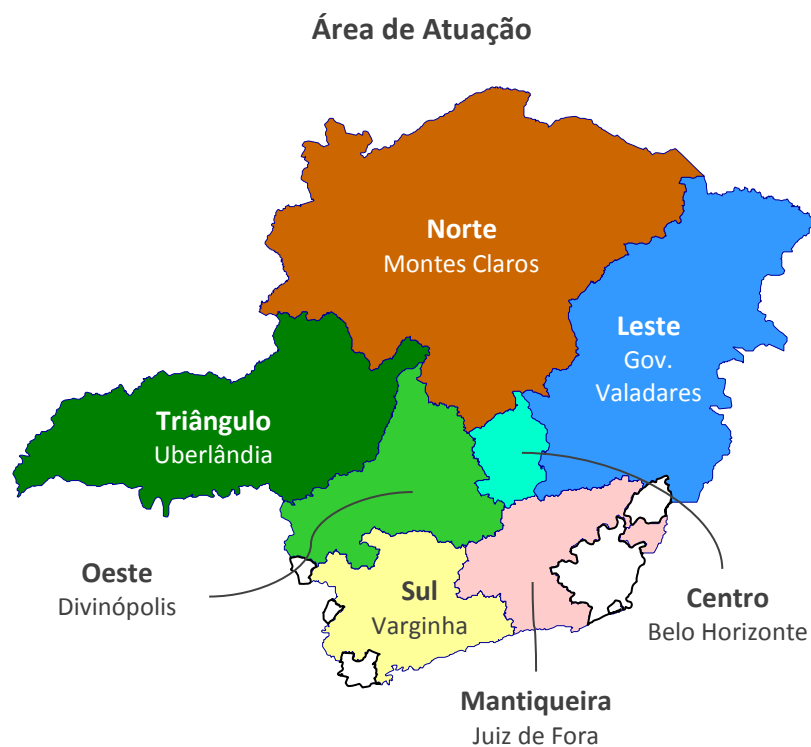 Área de Atuação
Norte
Montes Claros
Leste
Gov.
Valadares
Triângulo
Uberlândia
Oeste
Divinópolis
Sul
Varginha
Centro
Belo Horizonte
Mantiqueira
Juiz de Fora